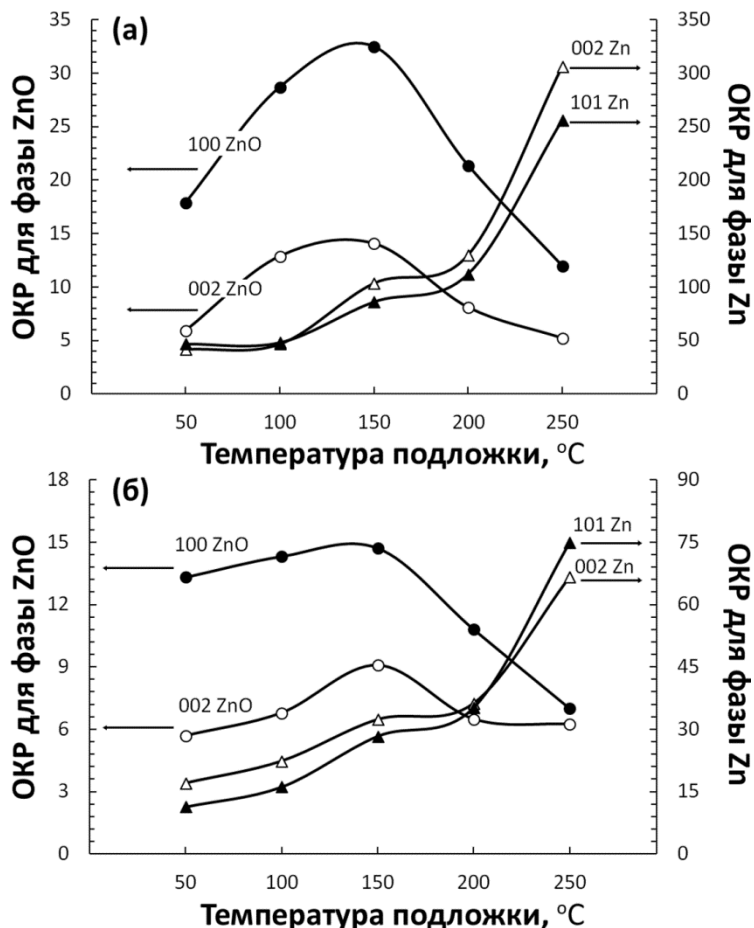 (а)
ОКР для фазы ZnO
35
30
25
20
15
10
5
0
100 ZnO
002 ZnO
002 Zn
101 Zn
350
300
250
200
150
100
50
0
ОКР для фазы Zn
50 100 150 200 250
Температура подложки, °C
(б)
ОКР для фазы ZnO
18
15
12
9
6
3
0
100 ZnO
002 ZnO
101 Zn
002 Zn
90
75
60
45
30
15
0
ОКР для фазы Zn
50 100 150 200 250
Температура подложки, °C